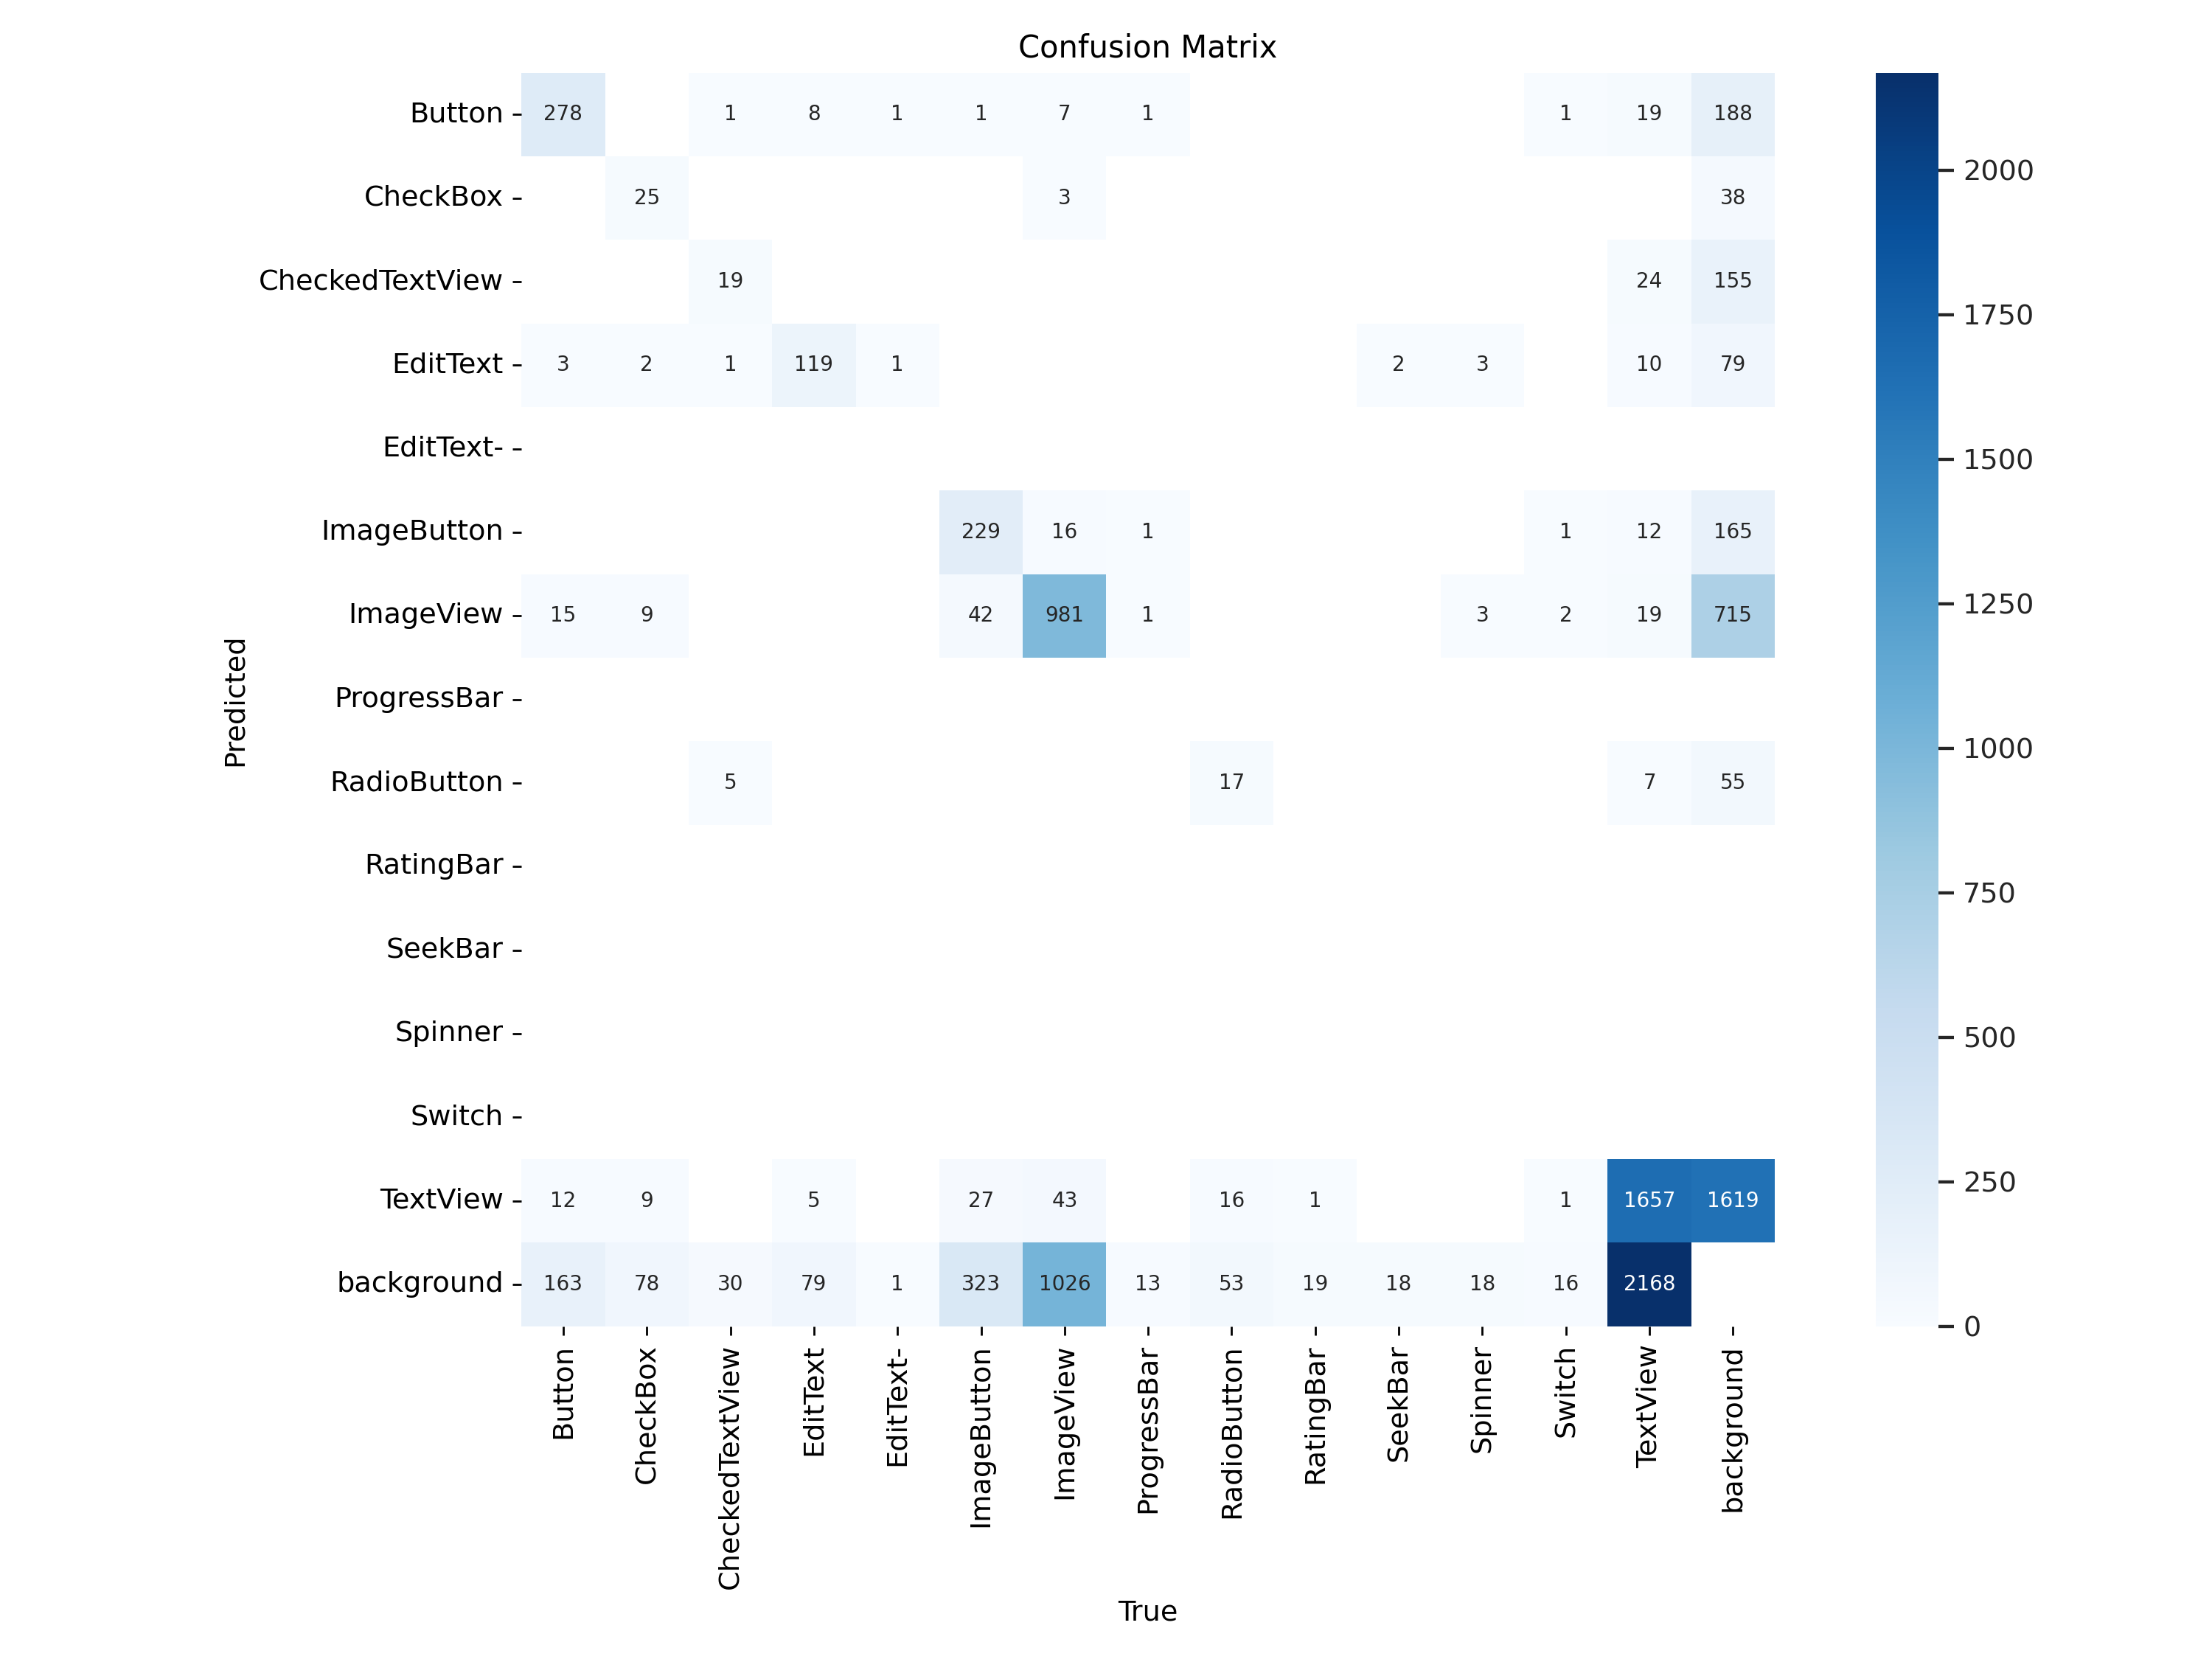 Confusion Matrix
Button 278 1 8 1 1 7 1 1 19 188
CheckBox 25 3 38
CheckedTextView 19 24 155
EditText 3 2 1 119 1 2 3 10 79
EditText-
ImageButton 229 16 1 1 12 165
ImageView 15 9 42 981 1 3 2 19 715
ProgressBar
RadioButton 5 17 7 55
RatingBar
SeekBar
Spinner
Switch
TextView 12 9 5 27 43 16 1 1 1657 1619
background 163 78 30 79 1 323 1026 13 53 19 18 18 16 2168
Predicted
Button CheckBox CheckedTextView EditText EditText- ImageButton ImageView ProgressBar RadioButton RatingBar SeekBar Spinner Switch TextView background
True
2000
1750
1500
1250
1000
750
500
250
0